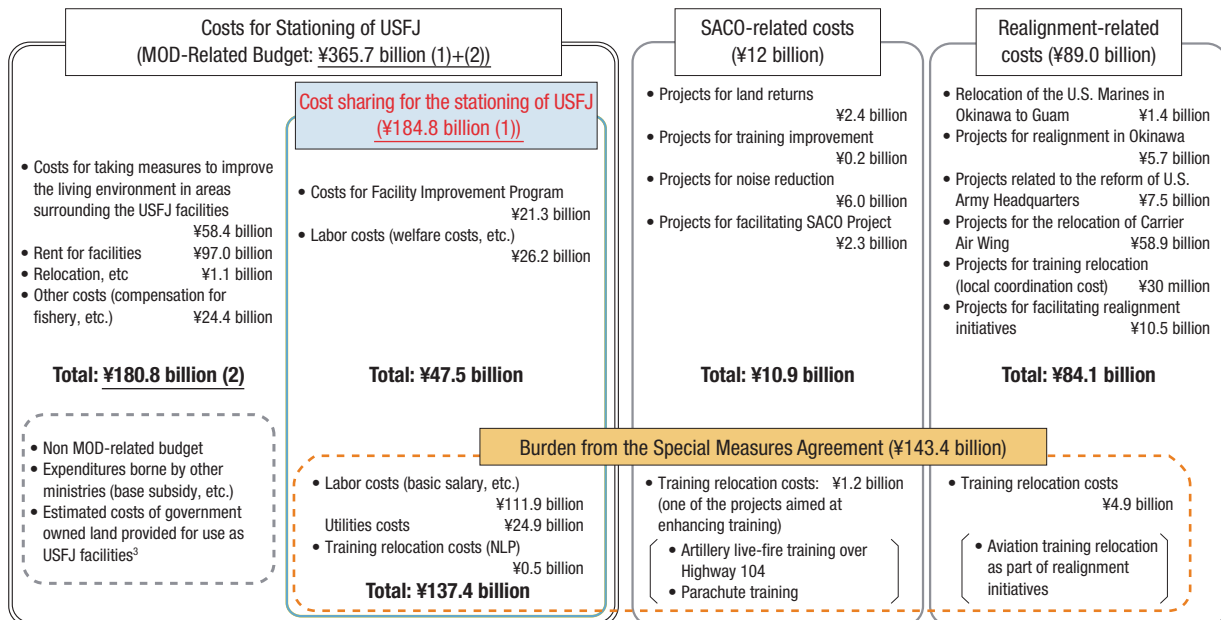 Costs for Stationing of USFJ
(MOD-Related Budget: ¥365.7 billion (1)+(2))
Cost sharing for the stationing of USFJ
(¥184.8 billion (1))
• Costs for taking measures to improve
the living environment in areas
surrounding the USFJ facilities
¥58.4 billion
• Rent for facilities ¥97.0 billion
• Relocation, etc ¥1.1 billion
• Other costs (compensation for
fishery, etc.) ¥24.4 billion
Total: ¥180.8 billion (2)
• Costs for Facility Improvement Program
¥21.3 billion
• Labor costs (welfare costs, etc.)
¥26.2 billion
Total: ¥47.5 billion
SACO-related costs
(¥12 billion)
• Projects for land returns
¥2.4 billion
• Projects for training improvement
¥0.2 billion
• Projects for noise reduction
¥6.0 billion
• Projects for facilitating SACO Project
¥2.3 billion
Total: ¥10.9 billion
Realignment-related
costs (¥89.0 billion)
• Relocation of the U.S. Marines in
Okinawa to Guam ¥1.4 billion
• Projects for realignment in Okinawa
¥5.7 billion
• Projects related to the reform of U.S.
Army Headquarters ¥7.5 billion
• Projects for the relocation of Carrier
Air Wing ¥58.9 billion
• Projects for training relocation
(local coordination cost) ¥30 million
• Projects for facilitating realignment
initiatives ¥10.5 billion
Total: ¥84.1 billion
• Non MOD-related budget
• Expenditures borne by other
ministries (base subsidy, etc.)
• Estimated costs of government
owned land provided for use as
USFJ facilities³
Burden from the Special Measures Agreement (¥143.4 billion)
• Labor costs (basic salary, etc.)
¥111.9 billion
Utilities costs ¥24.9 billion
• Training relocation costs (NLP)
¥0.5 billion
Total: ¥137.4 billion
• Training relocation costs: ¥1.2 billion
(one of the projects aimed at
enhancing training)
• Artillery live-fire training over
Highway 104
• Parachute training
• Training relocation costs
¥4.9 billion
• Aviation training relocation
as part of realignment
initiatives